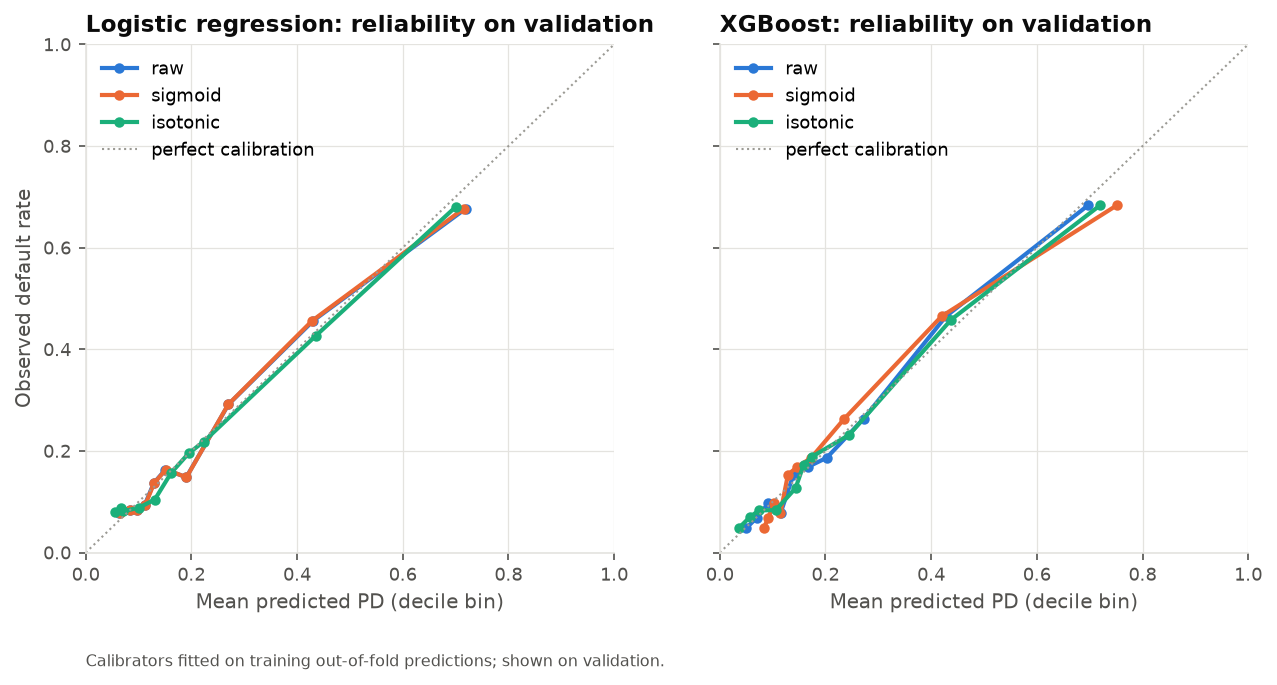 Logistic regression: reliability on validation
XGBoost: reliability on validation
raw
sigmoid
isotonic
perfect calibration
raw
sigmoid
isotonic
perfect calibration
Observed default rate
1.0
0.8
0.6
0.4
0.2
0.0
0.0 0.2 0.4 0.6 0.8 1.0
0.0 0.2 0.4 0.6 0.8 1.0
Mean predicted PD (decile bin)
Mean predicted PD (decile bin)
Calibrators fitted on training out-of-fold predictions; shown on validation.